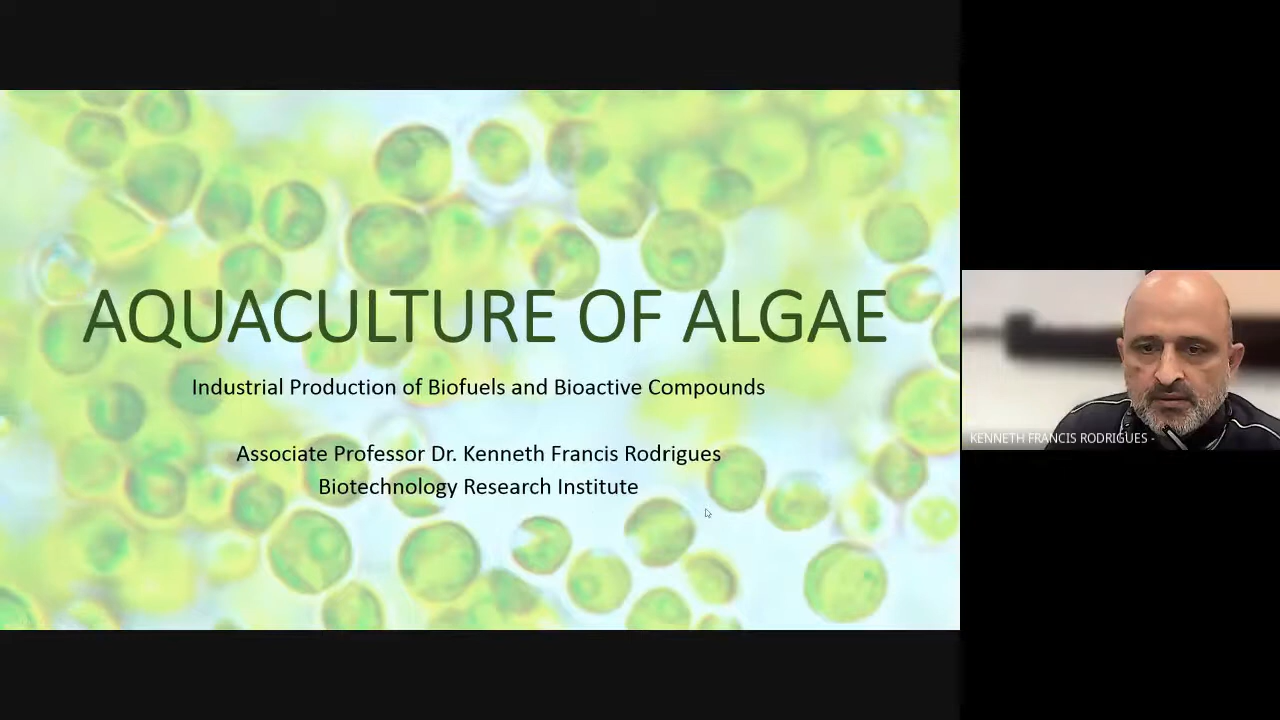 AQUACULTURE OF ALGAE
Industrial Production of Biofuels and Bioactive Compounds
Associate Professor Dr. Kenneth Francis Rodrigues
Biotechnology Research Institute
KENNETH FRANCIS RODRIGUES -